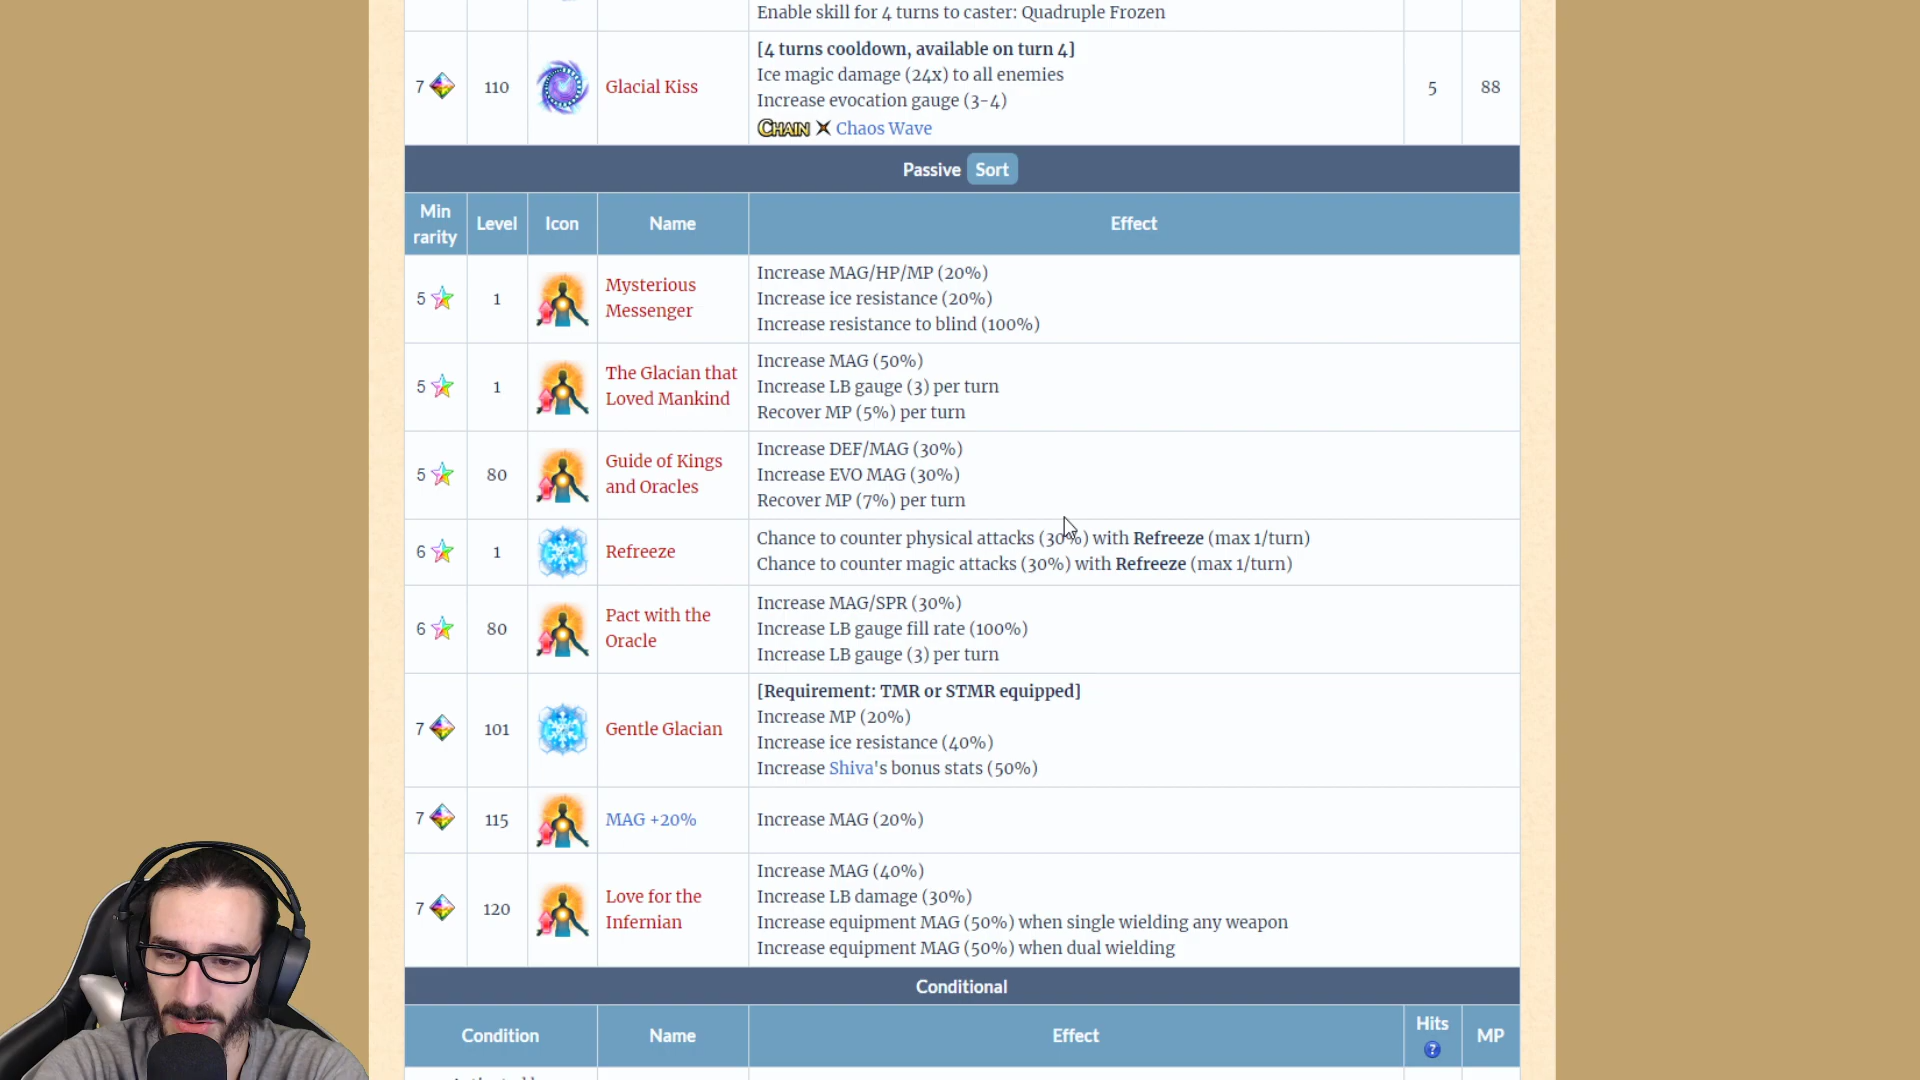 Enable skill for 4 turns to caster: Quadruple Frozen
7 110 Glacial Kiss
[4 turns cooldown, available on turn 4]
Ice magic damage (24x) to all enemies
Increase evocation gauge (3-4)
CHAIN Chaos Wave
5 88
Passive Sort
Min rarity Level Icon Name Effect
5 1 Mysterious Messenger
Increase MAG/HP/MP (20%)
Increase ice resistance (20%)
Increase resistance to blind (100%)
5 1 The Glacian that Loved Mankind
Increase MAG (50%)
Increase LB gauge (3) per turn
Recover MP (5%) per turn
5 80 Guide of Kings and Oracles
Increase DEF/MAG (30%)
Increase EVO MAG (30%)
Recover MP (7%) per turn
6 1 Refreeze
Chance to counter physical attacks (30%) with Refreeze (max 1/turn)
Chance to counter magic attacks (30%) with Refreeze (max 1/turn)
6 80 Pact with the Oracle
Increase MAG/SPR (30%)
Increase LB gauge fill rate (100%)
Increase LB gauge (3) per turn
7 101 Gentle Glacian
[Requirement: TMR or STMR equipped]
Increase MP (20%)
Increase ice resistance (40%)
Increase Shiva's bonus stats (50%)
7 115 MAG +20%
Increase MAG (20%)
7 120 Love for the Infernian
Increase MAG (40%)
Increase LB damage (30%)
Increase equipment MAG (50%) when single wielding any weapon
Increase equipment MAG (50%) when dual wielding
Conditional
Condition Name Effect Hits ? MP